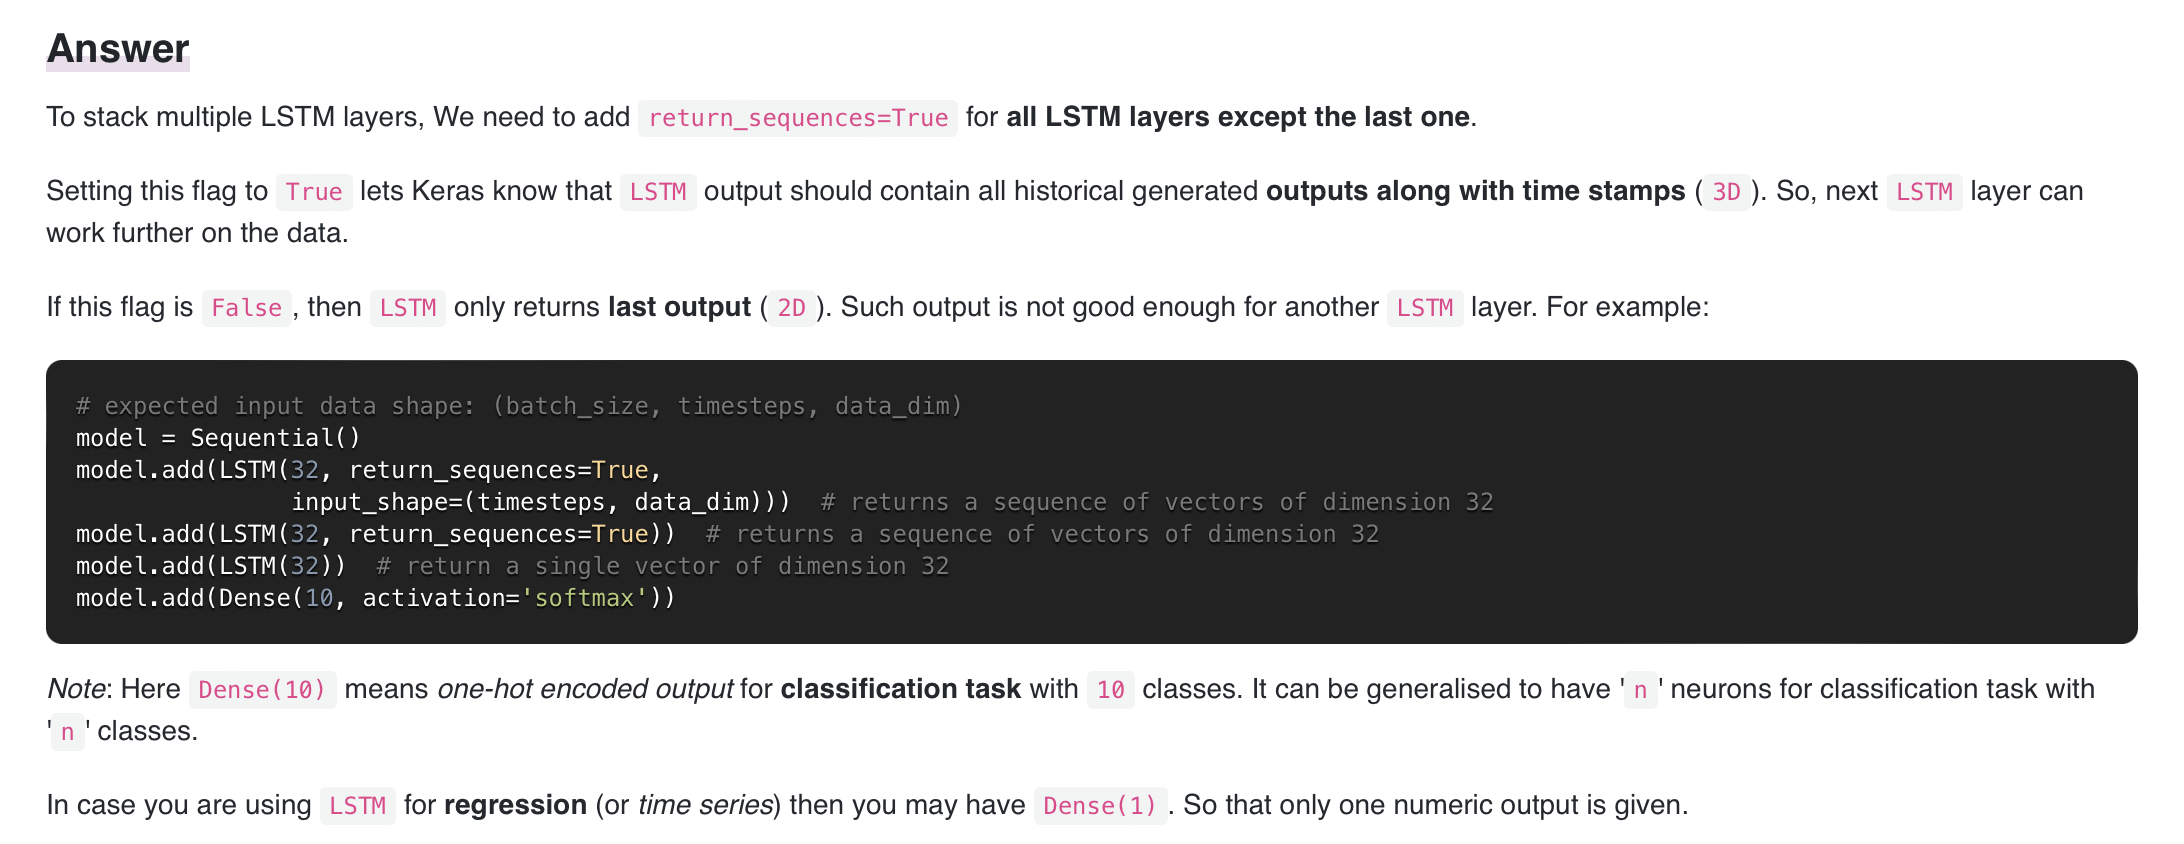 Answer
To stack multiple LSTM layers, We need to add return_sequences=True for all LSTM layers except the last one.
Setting this flag to True lets Keras know that LSTM output should contain all historical generated outputs along with time stamps ( 3D ). So, next LSTM layer can
work further on the data.
If this flag is False , then LSTM only returns last output ( 2D ). Such output is not good enough for another LSTM layer. For example:
# expected input data shape: (batch_size, timesteps, data_dim)
model = Sequential()
model.add(LSTM(32, return_sequences=True,
               input_shape=(timesteps, data_dim)))  # returns a sequence of vectors of dimension 32
model.add(LSTM(32, return_sequences=True))  # returns a sequence of vectors of dimension 32
model.add(LSTM(32))  # return a single vector of dimension 32
model.add(Dense(10, activation='softmax'))
Note: Here Dense(10) means one-hot encoded output for classification task with 10 classes. It can be generalised to have ' n ' neurons for classification task with
' n ' classes.
In case you are using LSTM for regression (or time series) then you may have Dense(1) . So that only one numeric output is given.